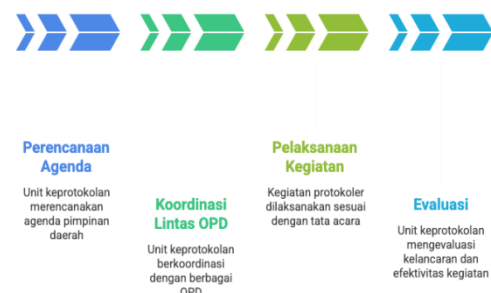 Perencanaan
Agenda
Unit keprotokolan
merencanakan
agenda pimpinan
daerah
Koordinasi
Lintas OPD
Unit keprotokolan
berkoordinasi
dengan berbagai
OPD
Pelaksanaan
Kegiatan
Kegiatan protokoler
dilaksanakan sesuai
dengan tata acara
Evaluasi
Unit keprotokolan
mengevaluasi
kelancaran dan
efektivitas kegiatan